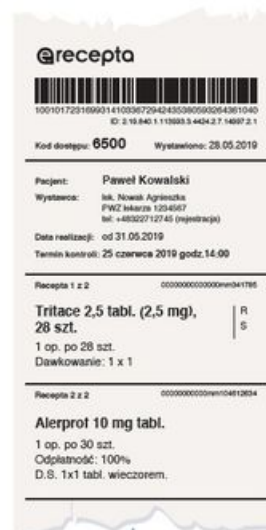 erecepta
ID: 2.19.840.1.113883.3.4424.2.7.14997.2.1
Kod dostępu: 6500 Wystawiono: 28.05.2019
Pacjent: Paweł Kowalski
Wystawca: lek. Nowak Agnieszka
PWZ lekarza 1234567
tel: +48322712745 (rejestracja)
Data realizacji: od 31.05.2019
Termin kontroli: 25 czerwca 2019 godz.14:00
Recepta 1 z 2
Tritace 2,5 tabl. (2,5 mg), R
28 szt. S
1 op. po 28 szt.
Dawkowanie: 1 x 1
Recepta 2 z 2
Alerprof 10 mg tabl.
1 op. po 30 szt.
Odpłatność: 100%
D.S. 1x1 tabl. wieczorem.